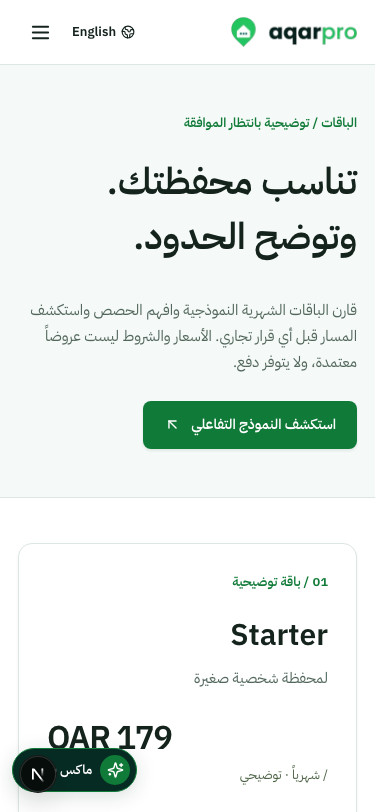 aqarpro
English
الباقات / توضيحية بانتظار الموافقة
تناسب محفظتك.
وتوضح الحدود.
قارن الباقات الشهرية النموذجية وافهم الحصص واستكشف
المسار قبل أي قرار تجاري. الأسعار والشروط ليست عروضاً
معتمدة، ولا يتوفر دفع.
استكشف النموذج التفاعلي
01 / باقة توضيحية
Starter
لمحفظة شخصية صغيرة
QAR 179
/ شهرياً · توضيحي
ماكس
N